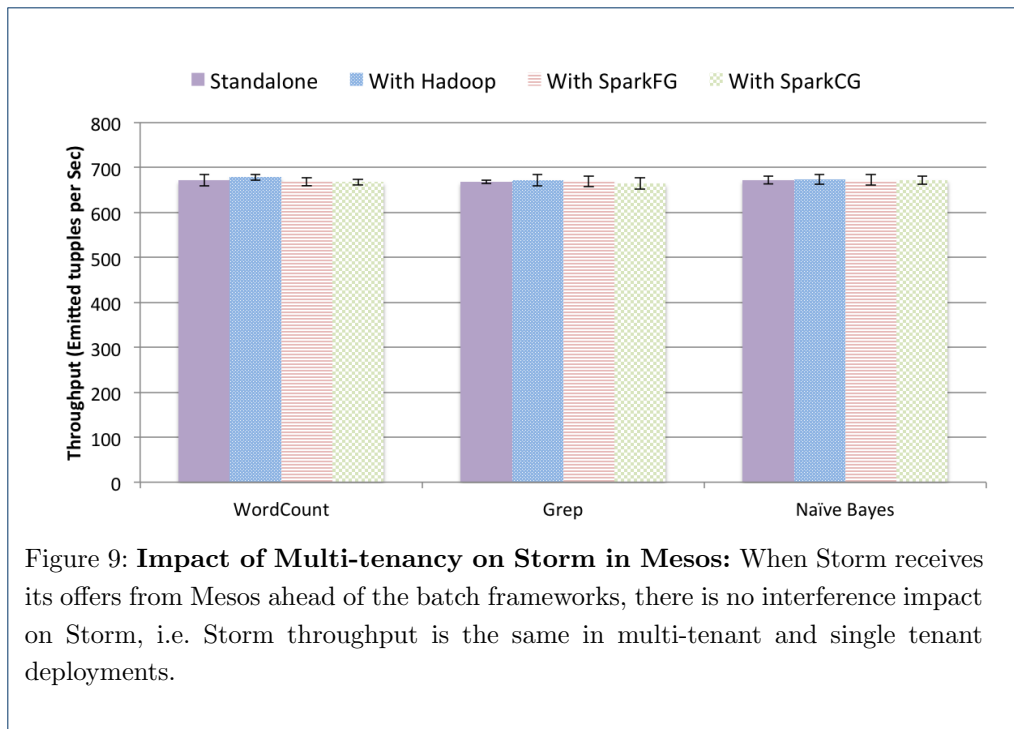 Standalone With Hadoop With SparkFG With SparkCG
Throughput (Emitted tupples per Sec)
800
700
600
500
400
300
200
100
0
WordCount Grep Naïve Bayes
Figure 9: Impact of Multi-tenancy on Storm in Mesos: When Storm receives
its offers from Mesos ahead of the batch frameworks, there is no interference impact
on Storm, i.e. Storm throughput is the same in multi-tenant and single tenant
deployments.